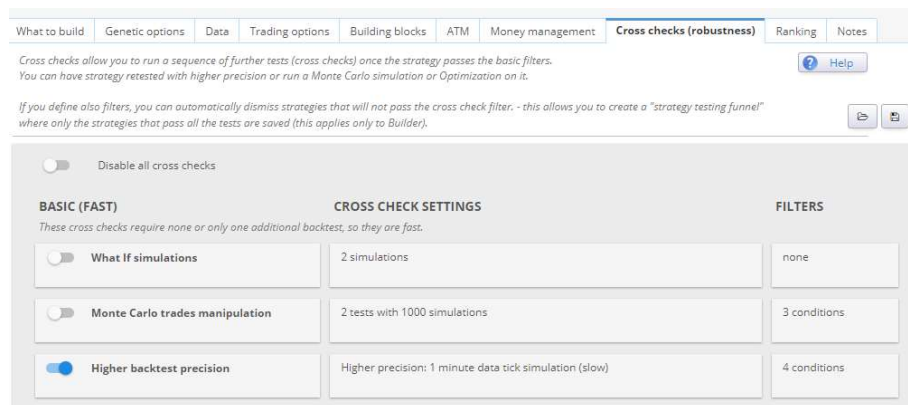 What to build Genetic options Data Trading options Building blocks ATM Money management Cross checks (robustness) Ranking Notes
Cross checks allow you to run a sequence of further tests (cross checks) once the strategy passes the basic filters.
You can have strategy retested with higher precision or run a Monte Carlo simulation or Optimization on it.
? Help
If you define also filters, you can automatically dismiss strategies that will not pass the cross check filter. - this allows you to create a "strategy testing funnel"
where only the strategies that pass all the tests are saved (this applies only to Builder).
Disable all cross checks
BASIC (FAST) CROSS CHECK SETTINGS FILTERS
These cross checks require none or only one additional backtest, so they are fast.
What If simulations 2 simulations none
Monte Carlo trades manipulation 2 tests with 1000 simulations 3 conditions
Higher backtest precision Higher precision: 1 minute data tick simulation (slow) 4 conditions